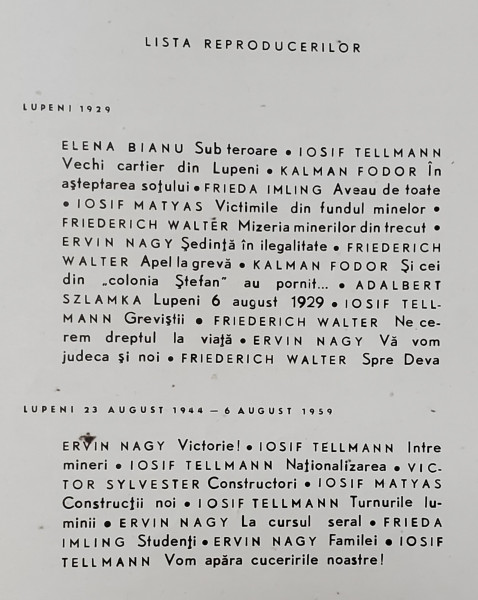 LISTA REPRODUCERILOR
LUPENI 1929
ELENA BIANU Sub teroare • IOSIF TELLMANN
Vechi cartier din Lupeni • KALMAN FODOR În
așteptarea soțului • FRIEDA IMLING Aveau de toate
• IOSIF MATYAS Victimile din fundul minelor •
FRIEDERICH WALTER Mizeria minerilor din trecut •
ERVIN NAGY Ședință în ilegalitate • FRIEDERICH
WALTER Apel la grevă • KALMAN FODOR Și cei
din „colonia Ștefan" au pornit... • ADALBERT
SZLAMKA Lupeni 6 august 1929 • IOSIF TELL-
MANN Greviștii • FRIEDERICH WALTER Ne ce-
rem dreptul la viață • ERVIN NAGY Vă vom
judeca și noi • FRIEDERICH WALTER Spre Deva
LUPENI 23 AUGUST 1944 — 6 AUGUST 1959
ERVIN NAGY Victorie! • IOSIF TELLMANN Intre
mineri • IOSIF TELLMANN Naționalizarea • VIC-
TOR SYLVESTER Constructori • IOSIF MATYAS
Construcții noi • IOSIF TELLMANN Turnurile lu-
minii • ERVIN NAGY La cursul seral • FRIEDA
IMLING Studenți • ERVIN NAGY Familei • IOSIF
TELLMANN Vom apăra cuceririle noastre!